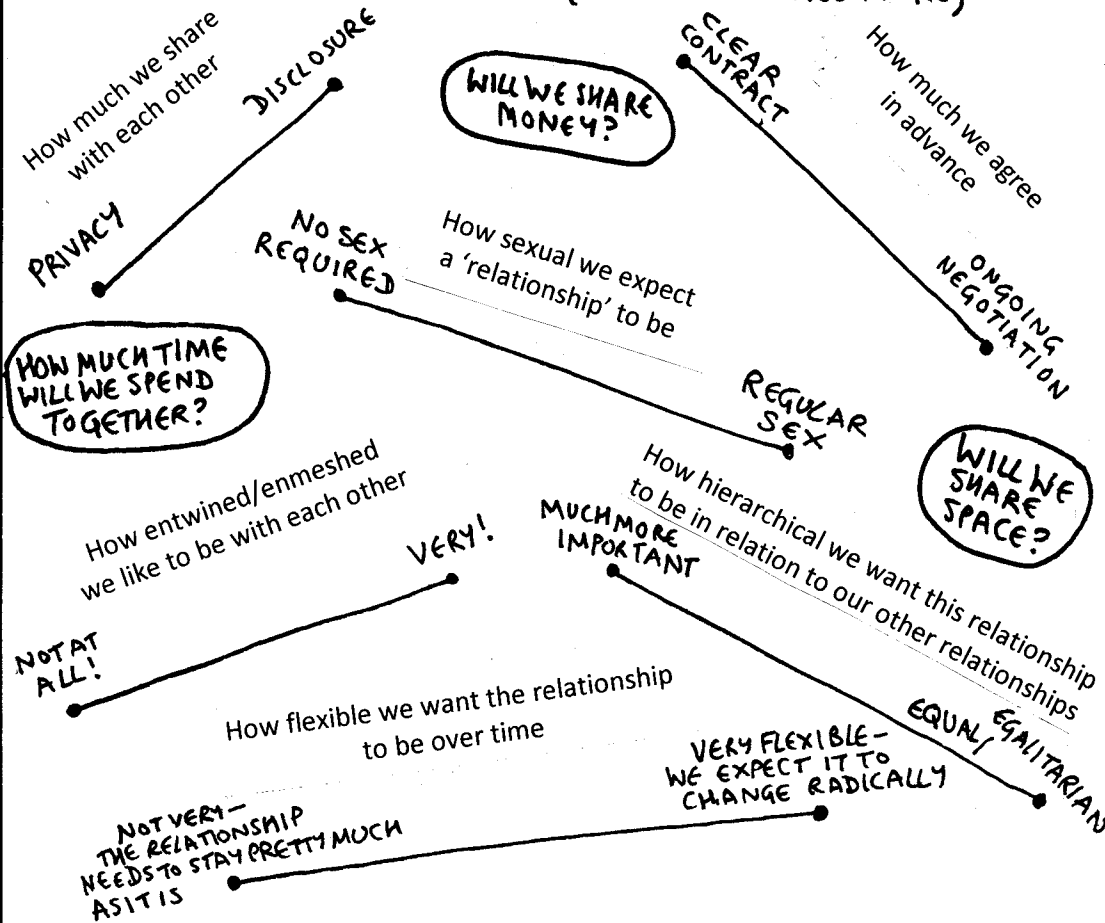 How much we share
with each other
DISCLOSURE
PRIVACY
WILL WE SHARE
MONEY?
CLEAR
CONTRACT
How much we agree
in advance
ONGOING
NEGOTIATION
NO SEX
REQUIRED
How sexual we expect
a ‘relationship’ to be
REGULAR
SEX
HOW MUCH TIME
WILL WE SPEND
TOGETHER?
WILL WE
SHARE
SPACE?
How entwined/enmeshed
we like to be with each other
VERY!
NOT AT
ALL!
MUCH MORE
IMPORTANT
How hierarchical we want this relationship
to be in relation to our other relationships
EQUAL/EGALITARIAN
How flexible we want the relationship
to be over time
NOT VERY –
THE RELATIONSHIP
NEEDS TO STAY PRETTY MUCH
AS IT IS
VERY FLEXIBLE –
WE EXPECT IT TO
CHANGE RADICALLY